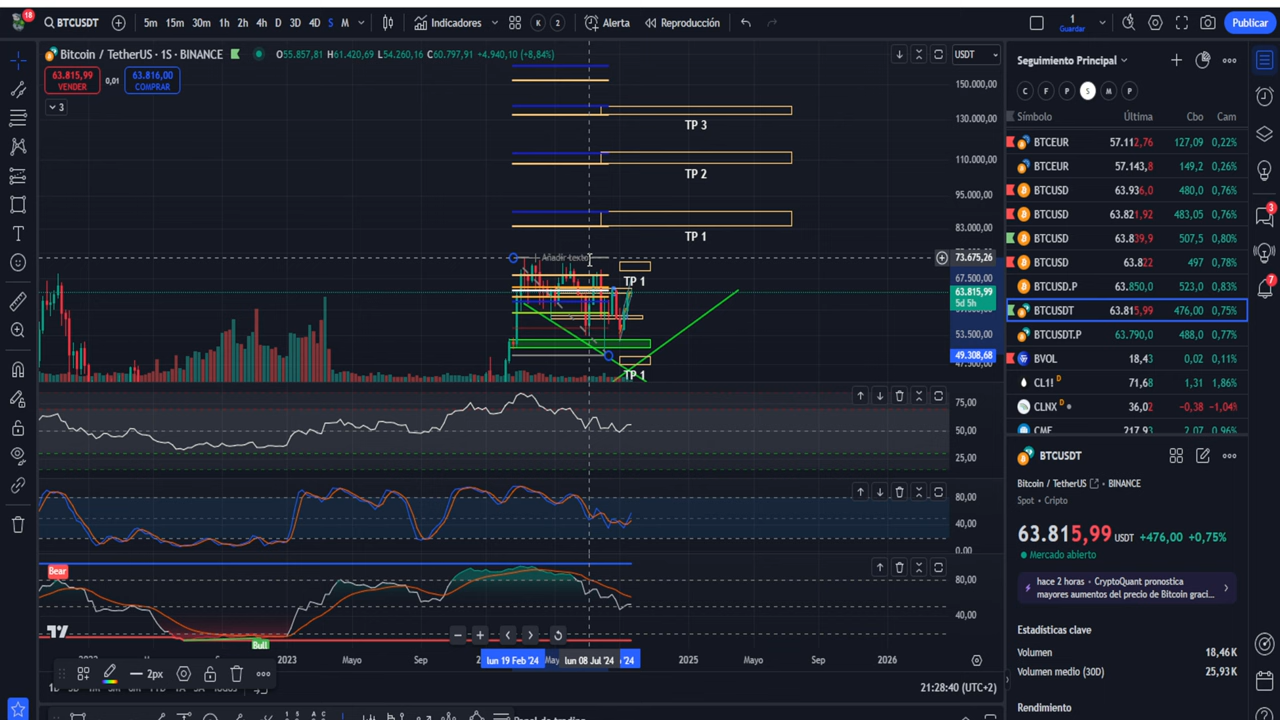 18
BTCUSDT
5m 15m 30m 1h 2h 4h D 3D 4D S M
Indicadores
K 2
Alerta
Reproducción
1
Guardar
Publicar
Bitcoin / TetherUS · 1S · BINANCE
O55.857,81 H61.420,69 L54.260,16 C60.797,91 +4.940,10 (+8,84%)
USDT
63.815,99
VENDER
0,01
63.816,00
COMPRAR
3
150.000,00
130.000,00
110.000,00
95.000,00
83.000,00
73.675,26
67.500,00
63.815,99
5d 5h
53.500,00
49.308,68
TP 3
TP 2
TP 1
Añadir texto
TP 1
TP 1
75,00
50,00
25,00
80,00
40,00
0,00
Bear
80,00
40,00
Bull
2023
Mayo
Sep
lun 19 Feb '24
lun 08 Jul '24
'24
2025
Mayo
Sep
2026
2px
21:28:40 (UTC+2)
Seguimiento Principal
C F P S M P
Símbolo Última Cbo Cam
BTCEUR 57.112,76 127,09 0,22%
BTCEUR 57.143,8 149,2 0,26%
BTCUSD 63.936,0 480,0 0,76%
BTCUSD 63.821,92 483,05 0,76%
BTCUSD 63.839,9 507,5 0,80%
BTCUSD 63.822 497 0,78%
BTCUSD.P 63.850,0 523,0 0,83%
BTCUSDT 63.815,99 476,00 0,75%
BTCUSDT.P 63.790,0 488,0 0,77%
BVOL 18,43 0,02 0,11%
CL1! D 71,68 1,31 1,86%
CLNX D 36,02 −0,38 −1,04%
CME 217,93 2,07 0,96%
BTCUSDT
Bitcoin / TetherUS · BINANCE
Spot · Cripto
63.815,99 USDT +476,00 +0,75%
Mercado abierto
hace 2 horas · CryptoQuant pronostica
mayores aumentos del precio de Bitcoin graci...
Estadísticas clave
Volumen 18,46K
Volumen medio (30D) 25,93K
Rendimiento
3
7